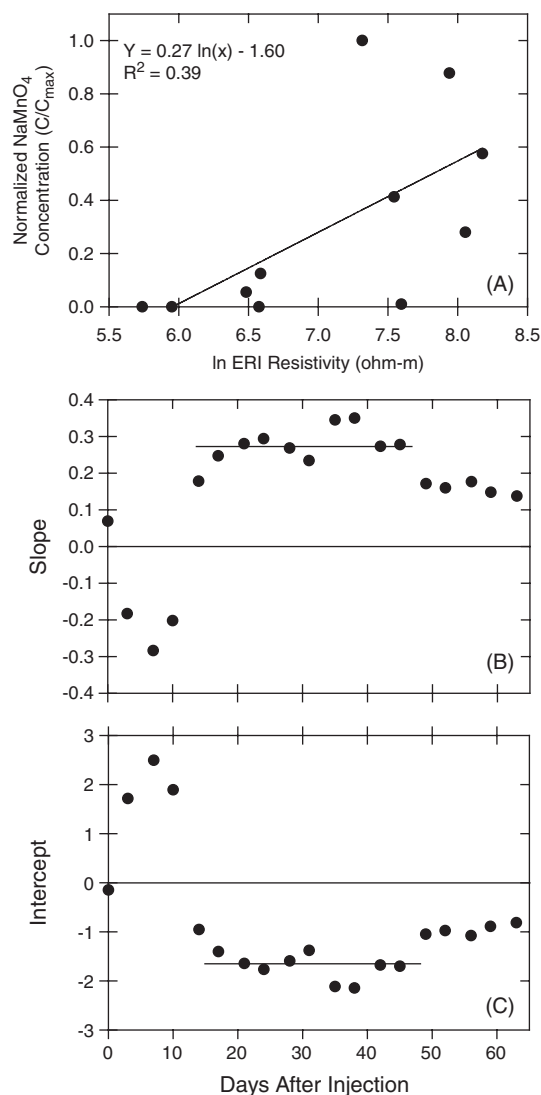 Normalized NaMnO4
Concentration (C/Cmax)
1.0
0.8
0.6
0.4
0.2
0.0
Y = 0.27 ln(x) - 1.60
R2 = 0.39
(A)
5.5 6.0 6.5 7.0 7.5 8.0 8.5
ln ERI Resistivity (ohm-m)
Slope
0.4
0.3
0.2
0.1
0.0
-0.1
-0.2
-0.3
-0.4
(B)
Intercept
3
2
1
0
-1
-2
-3
(C)
0 10 20 30 40 50 60
Days After Injection